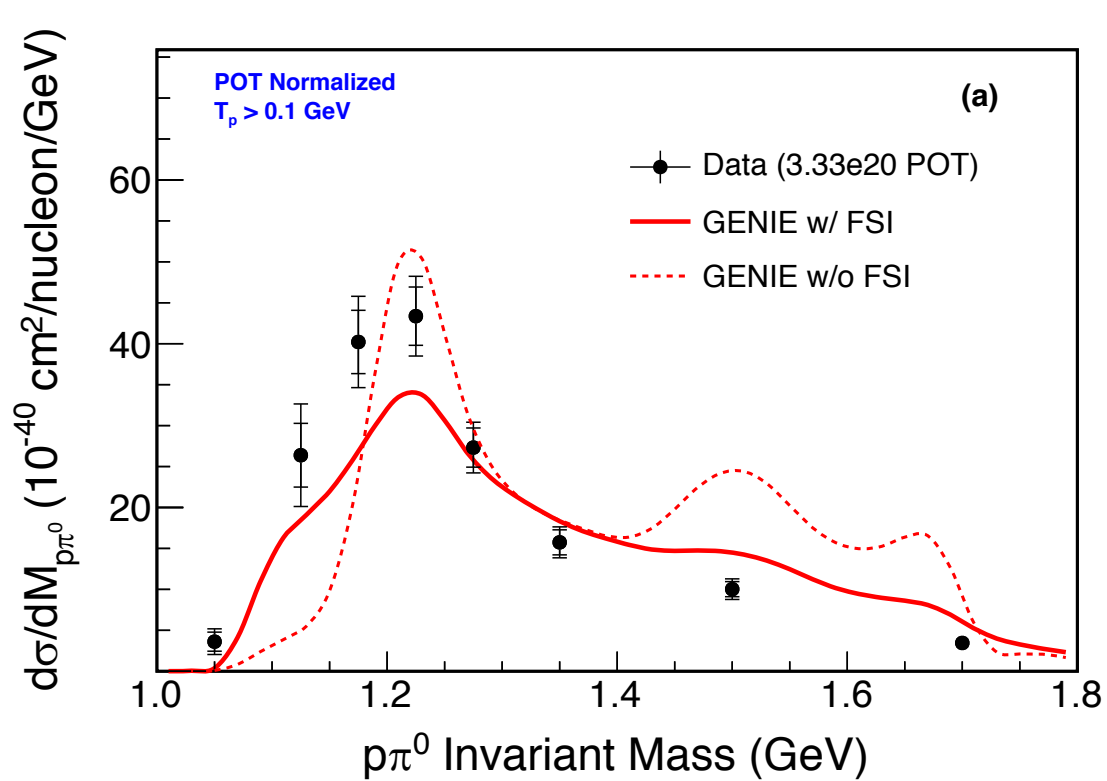 POT Normalized
Tₚ > 0.1 GeV
(a)
Data (3.33e20 POT)
GENIE w/ FSI
GENIE w/o FSI
dσ/dM_pπ⁰ (10⁻⁴⁰ cm²/nucleon/GeV)
60
40
20
1.0 1.2 1.4 1.6 1.8
pπ⁰ Invariant Mass (GeV)